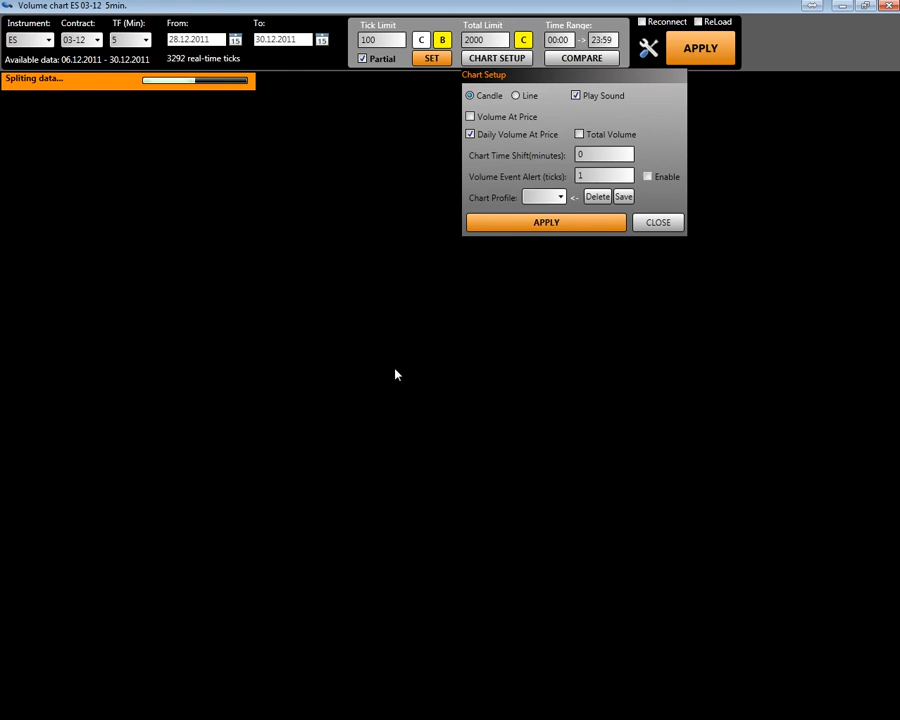 Volume chart ES 03-12 5min.
Instrument: Contract: TF (Min): From: To: Tick Limit Total Limit Time Range: Reconnect ReLoad
ES 03-12 5 28.12.2011 15 30.12.2011 15 100 C B 2000 C 00:00 -> 23:59 APPLY
Available data: 06.12.2011 - 30.12.2011 3292 real-time ticks Partial SET CHART SETUP COMPARE
Spliting data...
Chart Setup
Candle Line Play Sound
Volume At Price
Daily Volume At Price Total Volume
Chart Time Shift(minutes): 0
Volume Event Alert (ticks): 1 Enable
Chart Profile: <- Delete Save
APPLY CLOSE